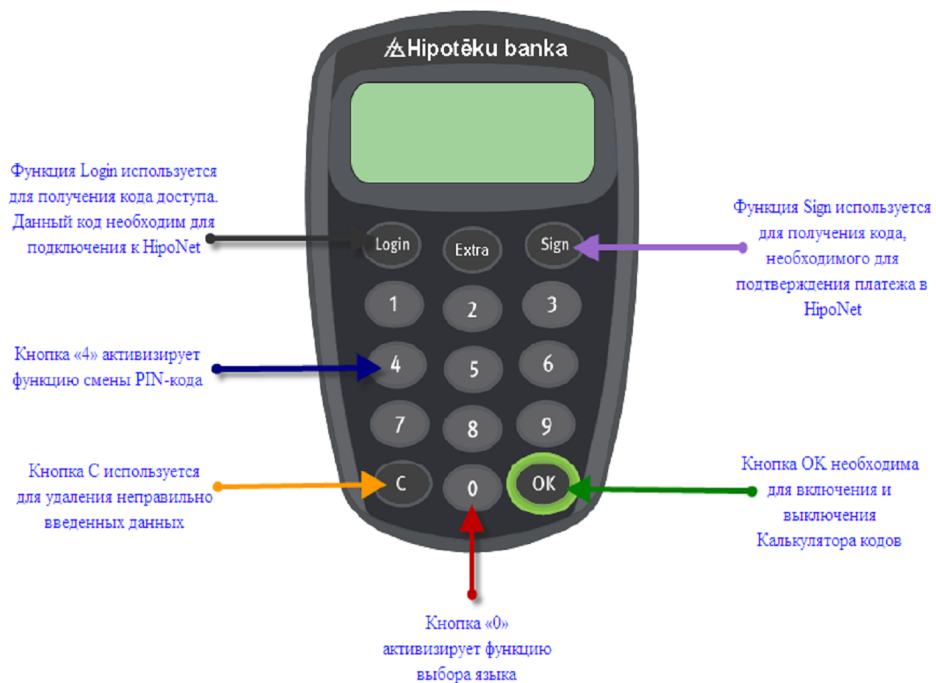 Hipotēku banka
Функция Login используется
для получения кода доступа.
Данный код необходим для
подключения к HipoNet
Функция Sign используется
для получения кода,
необходимого для
подтверждения платежа в
HipoNet
Login
Extra
Sign
1
2
3
Кнопка «4» активизирует
функцию смены PIN-кода
4
5
6
7
8
9
Кнопка С используется
для удаления неправильно
введенных данных
C
0
OK
Кнопка OK необходима
для включения и
выключения
Калькулятора кодов
Кнопка «0»
активизирует функцию
выбора языка